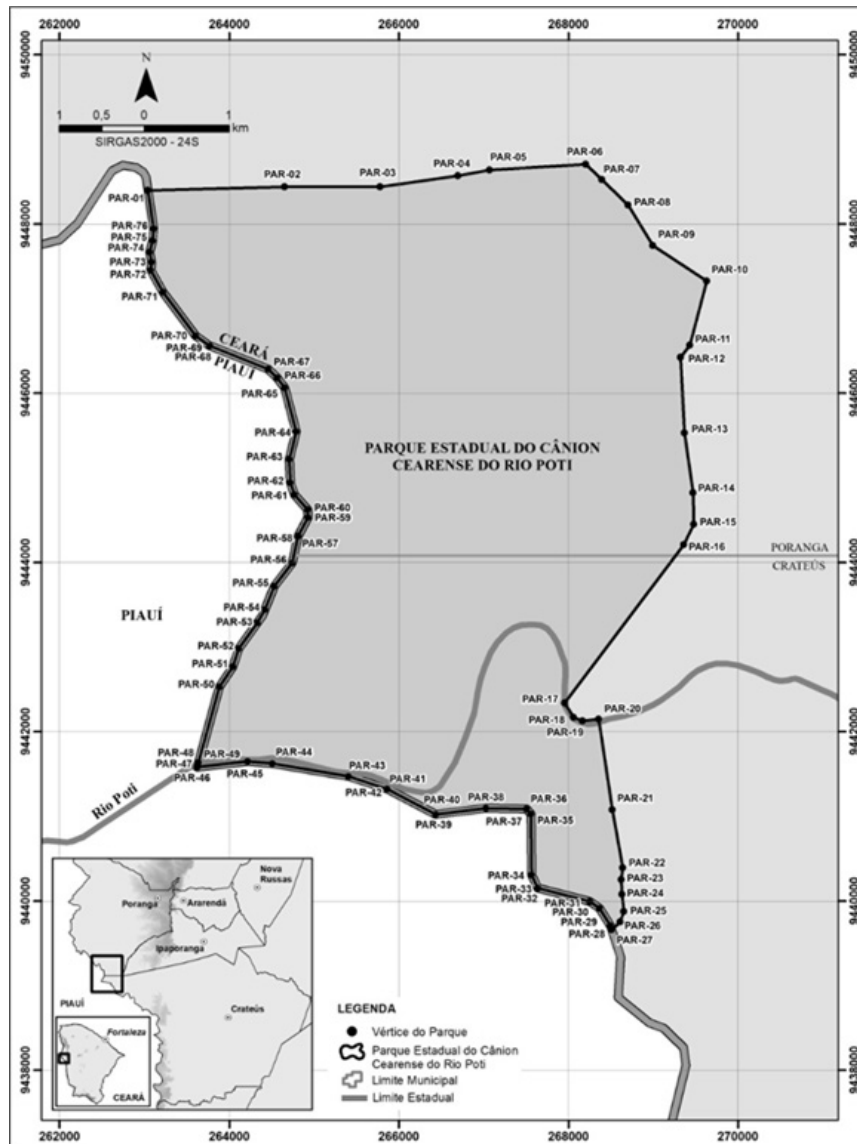 262000 264000 266000 268000 270000
9450000 9450000
9448000 9448000
9446000 9446000
9444000 9444000
9442000 9442000
9440000 9440000
9438000 9438000
N
1 0,5 0 1
km
SIRGAS2000 - 24S
PAR-01
PAR-02
PAR-03
PAR-04
PAR-05
PAR-06
PAR-07
PAR-08
PAR-09
PAR-10
PAR-11
PAR-12
PAR-13
PAR-14
PAR-15
PAR-16
PAR-17
PAR-18
PAR-19
PAR-20
PAR-21
PAR-22
PAR-23
PAR-24
PAR-25
PAR-26
PAR-27
PAR-28
PAR-29
PAR-30
PAR-31
PAR-32
PAR-33
PAR-34
PAR-35
PAR-36
PAR-37
PAR-38
PAR-39
PAR-40
PAR-41
PAR-42
PAR-43
PAR-44
PAR-45
PAR-46
PAR-47
PAR-48
PAR-49
PAR-50
PAR-51
PAR-52
PAR-53
PAR-54
PAR-55
PAR-56
PAR-57
PAR-58
PAR-59
PAR-60
PAR-61
PAR-62
PAR-63
PAR-64
PAR-65
PAR-66
PAR-67
PAR-68
PAR-69
PAR-70
PAR-71
PAR-72
PAR-73
PAR-74
PAR-75
PAR-76
CEARÁ
PIAUÍ
PARQUE ESTADUAL DO CÂNION
CEARENSE DO RIO POTI
PORANGA
CRATEÚS
PIAUÍ
Rio Poti
Nova
Russas
Poranga
Ararendá
Ipaporanga
PIAUÍ
Crateús
Fortaleza
CEARÁ
LEGENDA
Vértice do Parque
Parque Estadual do Cânion
Cearense do Rio Poti
Limite Municipal
Limite Estadual
262000 264000 266000 268000 270000